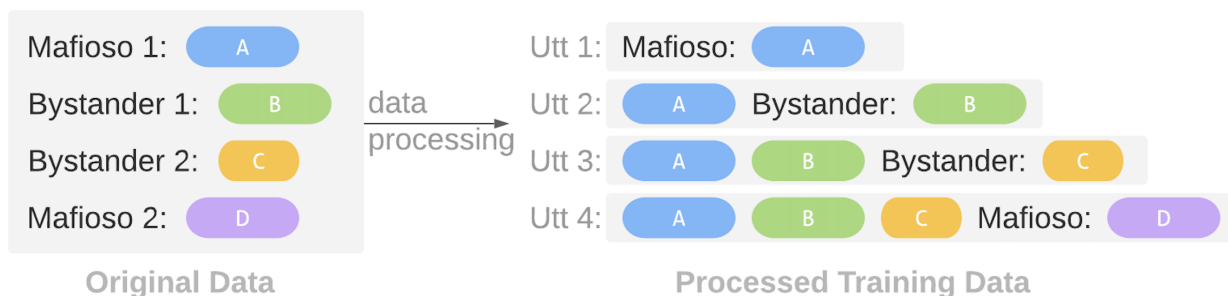 Mafioso 1: A
Bystander 1: B
Bystander 2: C
Mafioso 2: D
Original Data
data
processing
Utt 1: Mafioso: A
Utt 2: A Bystander: B
Utt 3: A B Bystander: C
Utt 4: A B C Mafioso: D
Processed Training Data